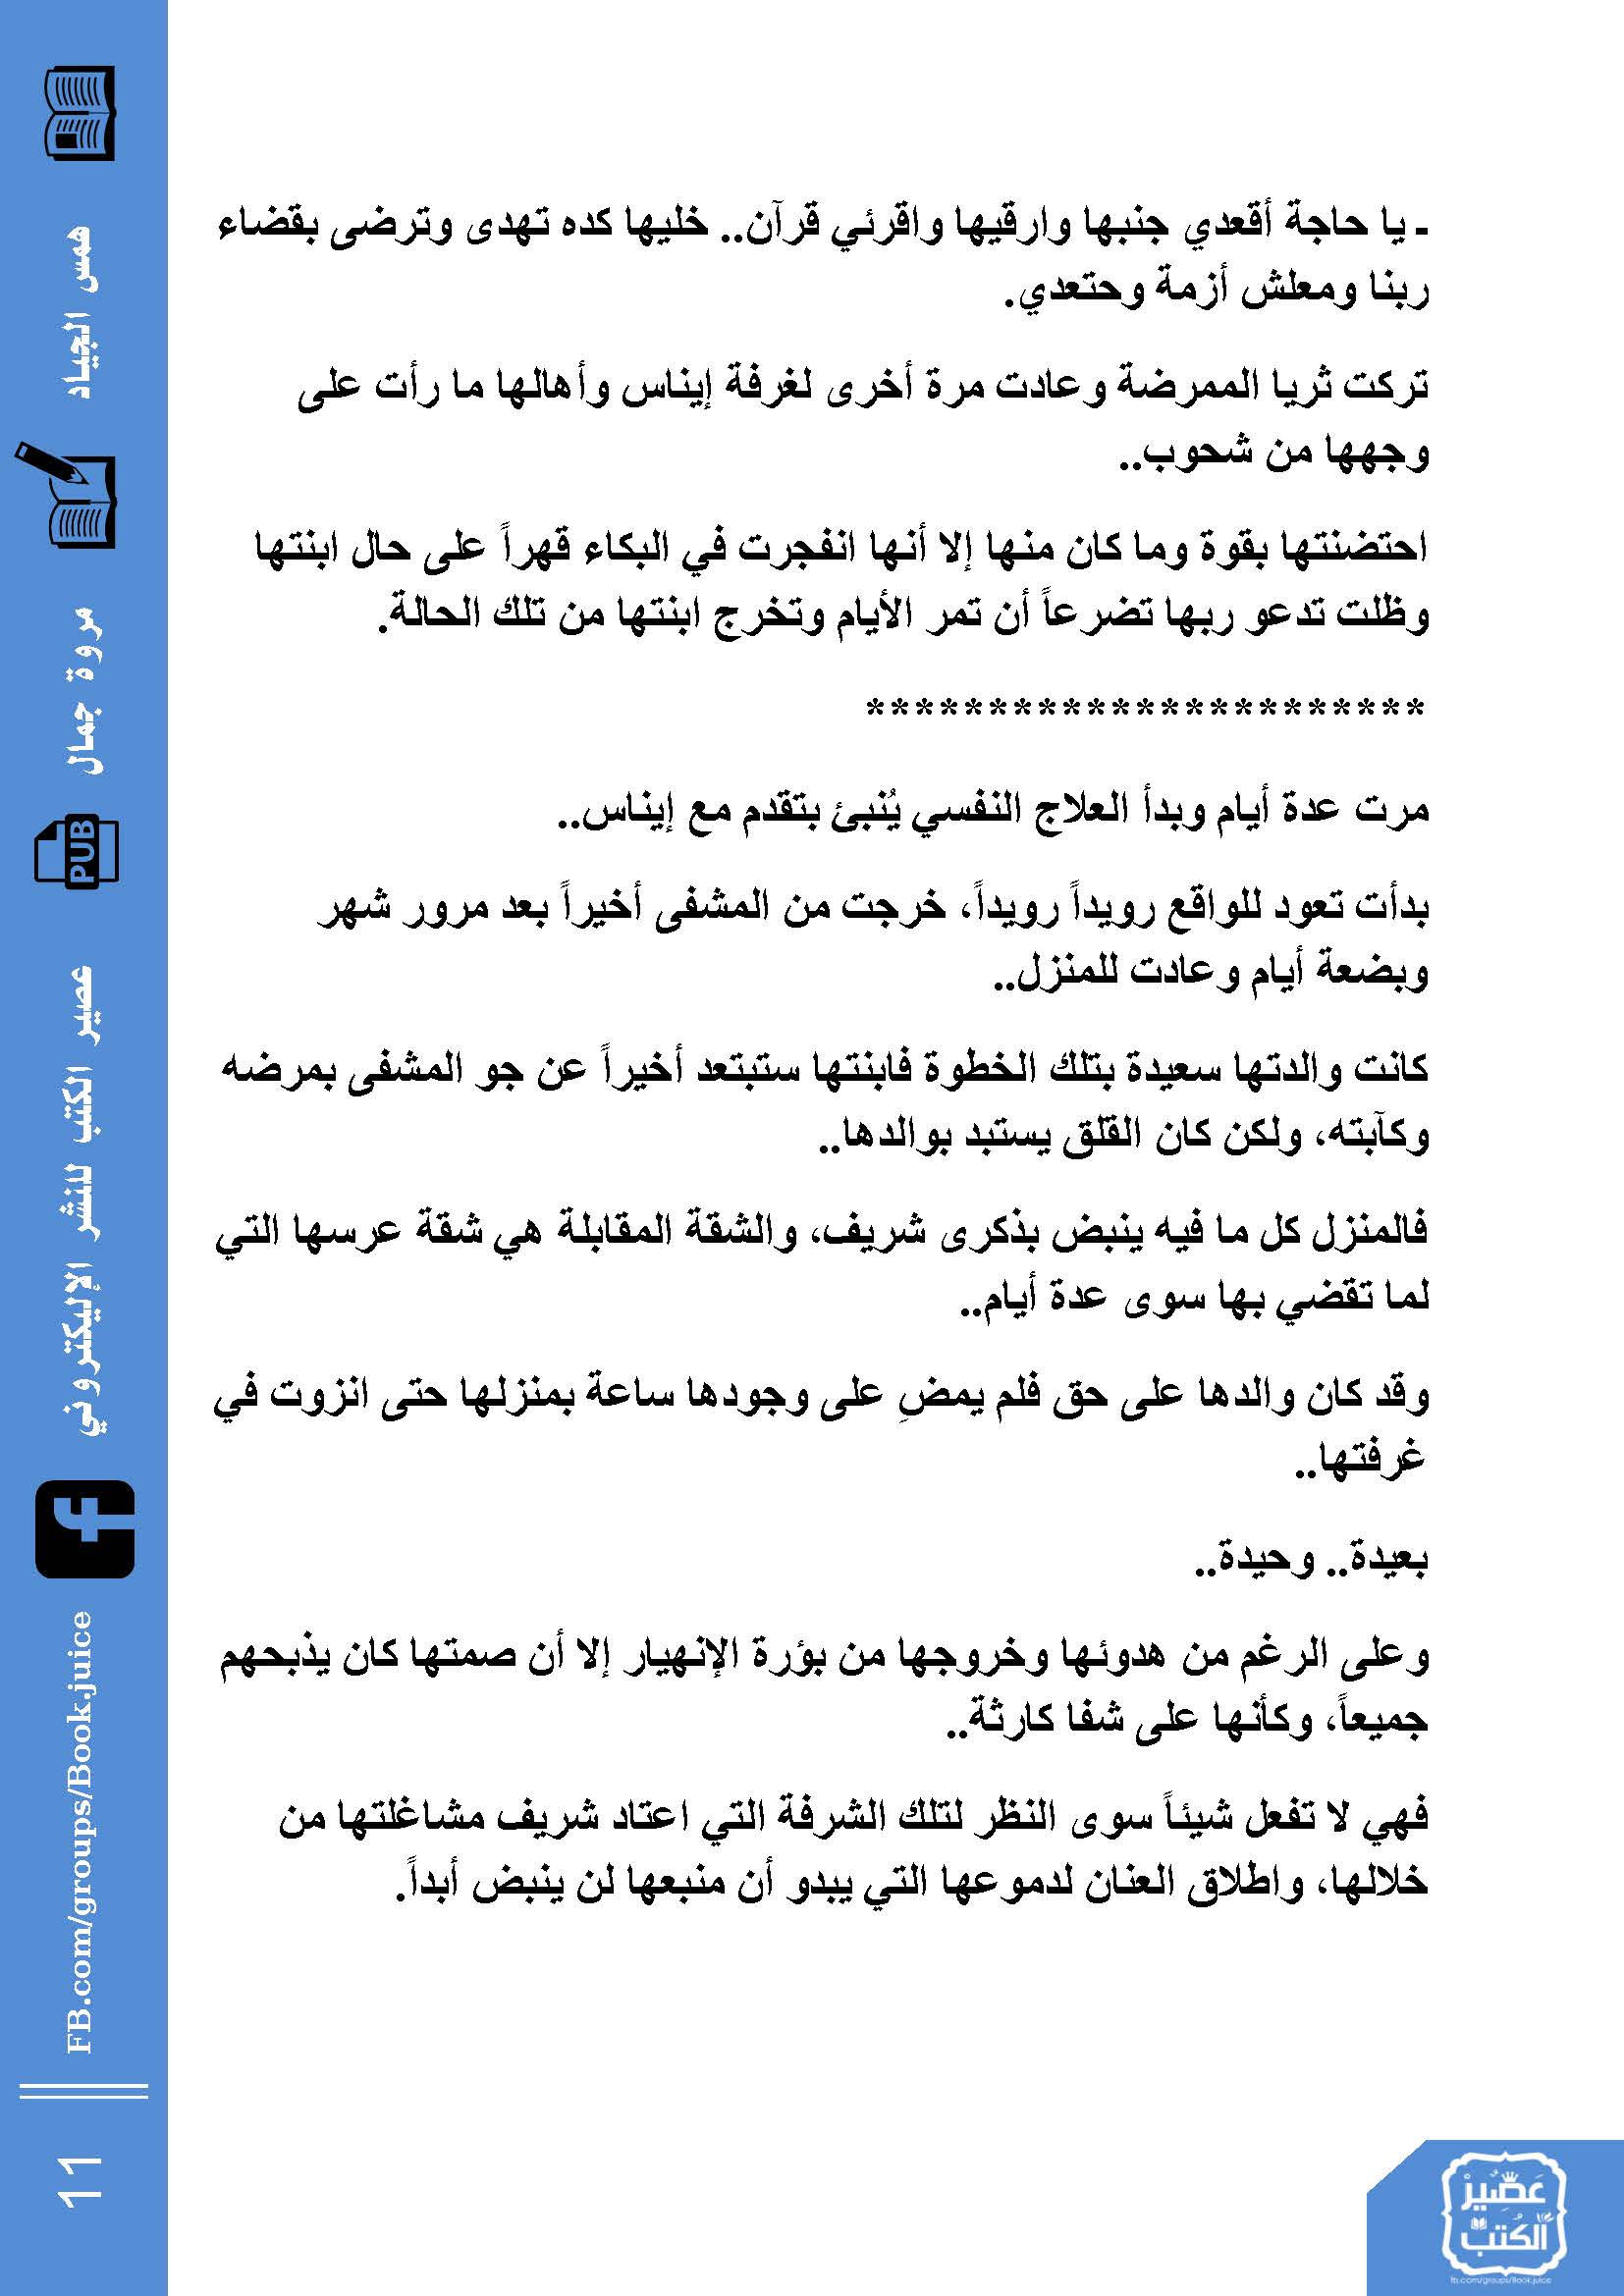 ـ يا حاجة أقعدي جنبها وارقيها واقرئي قرآن.. خليها كده تهدى وترضى بقضاء
ربنا ومعلش أزمة وحتعدي.
تركت ثريا الممرضة وعادت مرة أخرى لغرفة إيناس وأهالها ما رأت على
وجهها من شحوب..
احتضنتها بقوة وما كان منها إلا أنها انفجرت في البكاء قهراً على حال ابنتها
وظلت تدعو ربها تضرعاً أن تمر الأيام وتخرج ابنتها من تلك الحالة.
***********************
مرت عدة أيام وبدأ العلاج النفسي يُنبئ بتقدم مع إيناس..
بدأت تعود للواقع رويداً رويداً، خرجت من المشفى أخيراً بعد مرور شهر
وبضعة أيام وعادت للمنزل..
كانت والدتها سعيدة بتلك الخطوة فابنتها ستبتعد أخيراً عن جو المشفى بمرضه
وكآبته، ولكن كان القلق يستبد بوالدها..
فالمنزل كل ما فيه ينبض بذكرى شريف، والشقة المقابلة هي شقة عرسها التي
لما تقضي بها سوى عدة أيام..
وقد كان والدها على حق فلم يمضِ على وجودها ساعة بمنزلها حتى انزوت في
غرفتها..
بعيدة.. وحيدة..
وعلى الرغم من هدوئها وخروجها من بؤرة الإنهيار إلا أن صمتها كان يذبحهم
جميعاً، وكأنها على شفا كارثة..
فهي لا تفعل شيئاً سوى النظر لتلك الشرفة التي اعتاد شريف مشاغلتها من
خلالها، واطلاق العنان لدموعها التي يبدو أن منبعها لن ينبض أبداً.
همس الجياد
مروة جمال
PUB
عصير الكتب للنشر الإليكتروني
f
FB.com/groups/Book.juice
11
عَصِيرُ
الكُتب
fb.com/groups/Book.juice